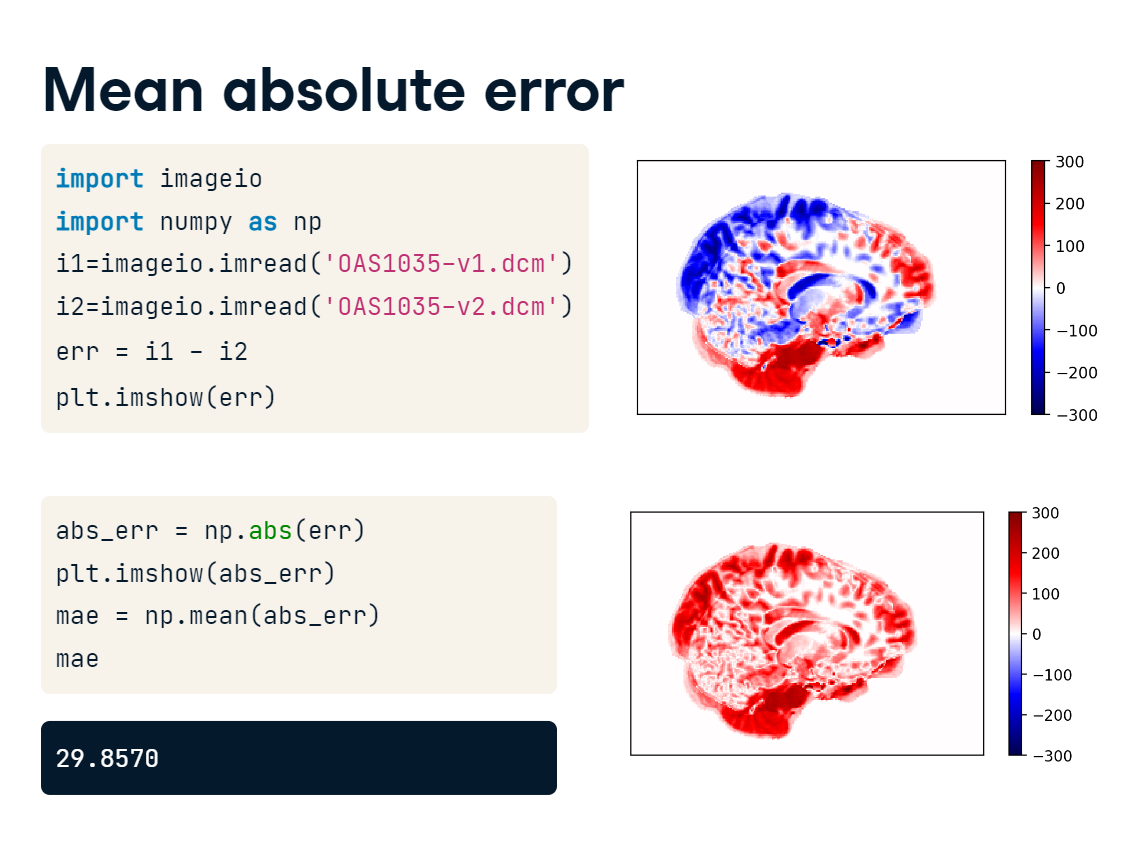 Mean absolute error
import imageio
import numpy as np
i1=imageio.imread('OAS1035-v1.dcm')
i2=imageio.imread('OAS1035-v2.dcm')
err = i1 - i2
plt.imshow(err)
300
200
100
0
−100
−200
−300
abs_err = np.abs(err)
plt.imshow(abs_err)
mae = np.mean(abs_err)
mae
29.8570
300
200
100
0
−100
−200
−300